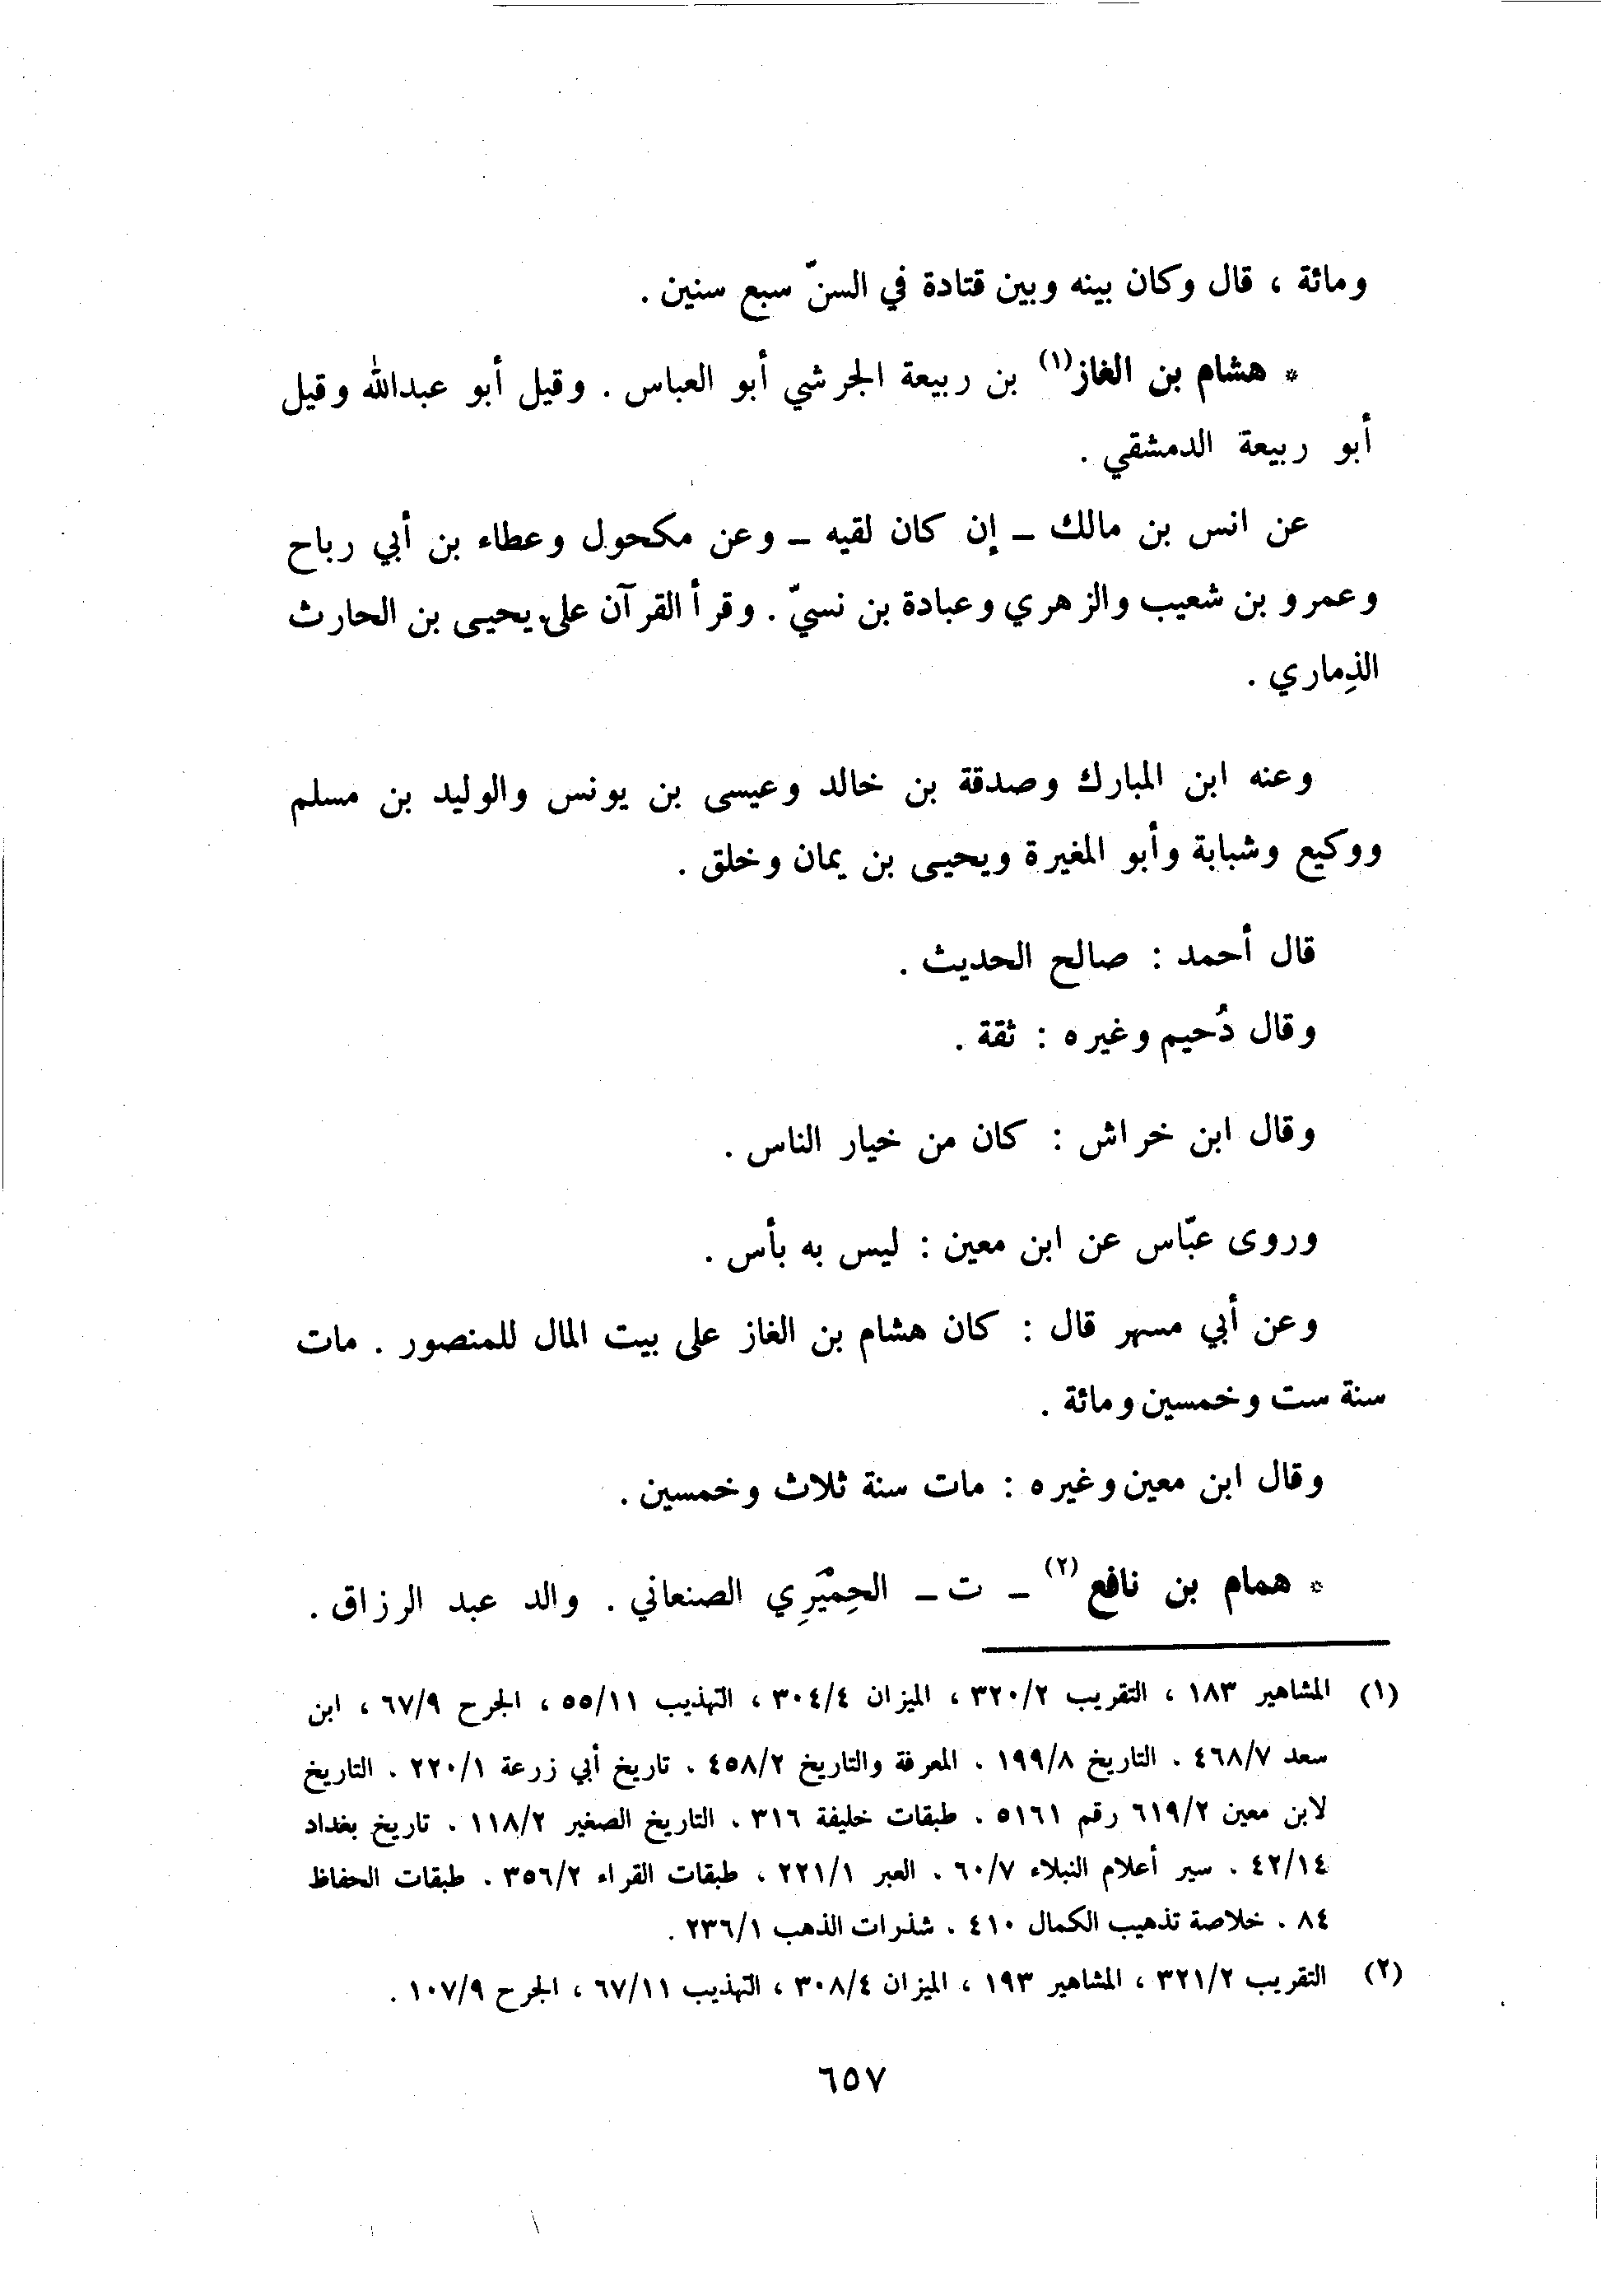 ومائة ، قال وكان بينه وبين قتادة في السنّ سبع سنين .
* هشام بن الغاز(١) بن ربيعة الجرشي أبو العباس . وقيل أبو عبدالله وقيل
أبو ربيعة الدمشقي .
عن انس بن مالك ـ إن كان لقيه ـ وعن مكحول وعطاء بن أبي رباح
وعمرو بن شعيب والزهري وعبادة بن نسيّ . وقرأ القرآن على يحيى بن الحارث
الذِماري .
وعنه ابن المبارك وصدقة بن خالد وعيسى بن يونس والوليد بن مسلم
ووكيع وشبابة وأبو المغيرة ويحيى بن يمان وخلق .
قال أحمد : صالح الحديث .
وقال دُحيم وغيره : ثقة .
وقال ابن خراش : كان من خيار الناس .
وروى عبّاس عن ابن معين : ليس به بأس .
وعن أبي مسهر قال : كان هشام بن الغاز على بيت المال للمنصور . مات
سنة ست وخمسين ومائة .
وقال ابن معين وغيره : مات سنة ثلاث وخمسين .
* همام بن نافع(٢) ـ ت ـ الحِمْيَرِي الصنعاني . والد عبد الرزاق .
(١) المشاهير ١٨٣ ، التقريب ٣٢٠/٢ ، الميزان ٣٠٤/٤ ، التهذيب ٥٥/١١ ، الجرح ٦٧/٩ ، ابن
سعد ٤٦٨/٧ . التاريخ ١٩٩/٨ . المعرفة والتاريخ ٤٥٨/٢ . تاريخ أبي زرعة ٢٢٠/١ . التاريخ
لابن معين ٦١٩/٢ رقم ٥١٦١ . طبقات خليفة ٣١٦ . التاريخ الصغير ١١٨/٢ . تاريخ بغداد
٤٢/١٤ . سير أعلام النبلاء ٦٠/٧ . العبر ٢٢١/١ ، طبقات القراء ٣٥٦/٢ . طبقات الحفاظ
٨٤ . خلاصة تذهيب الكمال ٤١٠ . شذرات الذهب ٢٣٦/١ .
(٢) التقريب ٣٢١/٢ ، المشاهير ١٩٣ ، الميزان ٣٠٨/٤ ، التهذيب ٦٧/١١ ، الجرح ١٠٧/٩ .
٦٥٧